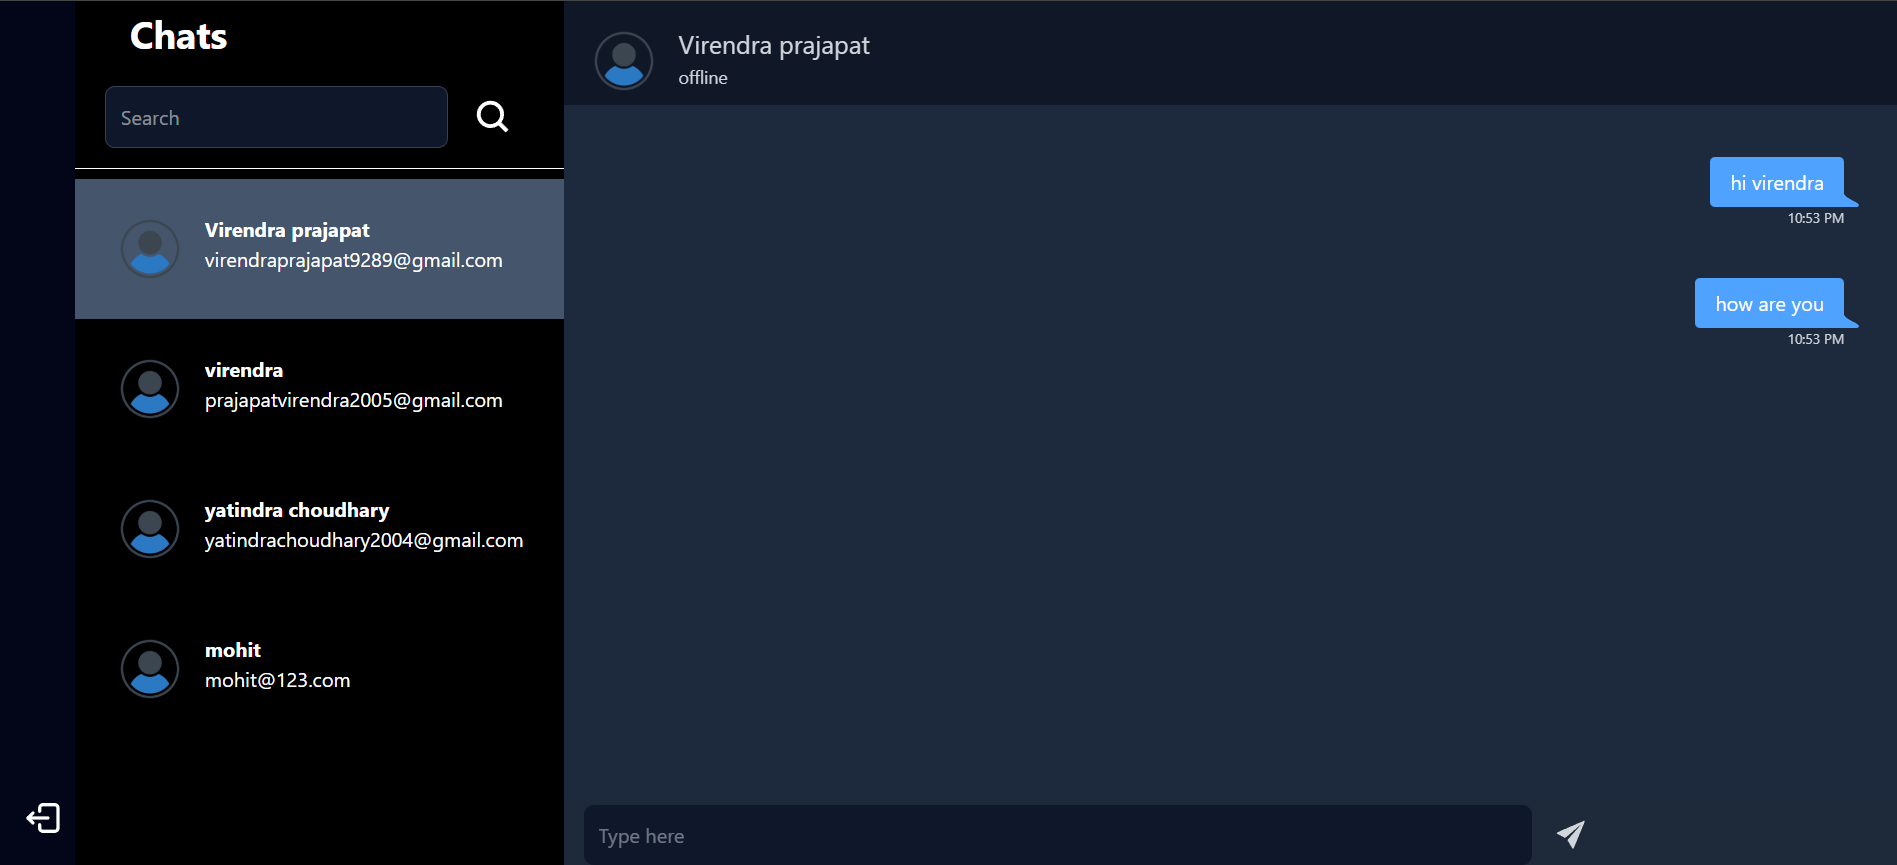 Chats
Search
Virendra prajapat
virendraprajapat9289@gmail.com
virendra
prajapatvirendra2005@gmail.com
yatindra choudhary
yatindrachoudhary2004@gmail.com
mohit
mohit@123.com
Virendra prajapat
offline
hi virendra
10:53 PM
how are you
10:53 PM
Type here